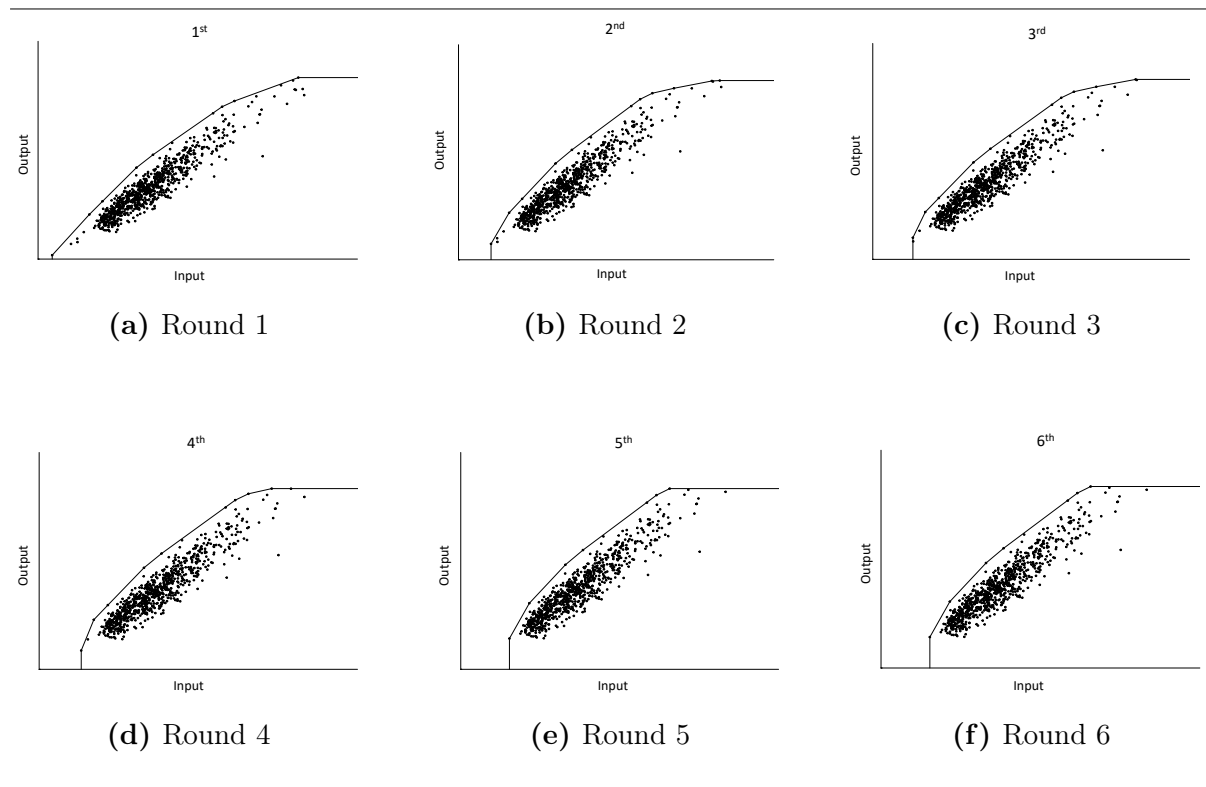 1st
2nd
3rd
Output
Output
Output
Input
Input
Input
(a) Round 1
(b) Round 2
(c) Round 3
4th
5th
6th
Output
Output
Output
Input
Input
Input
(d) Round 4
(e) Round 5
(f) Round 6